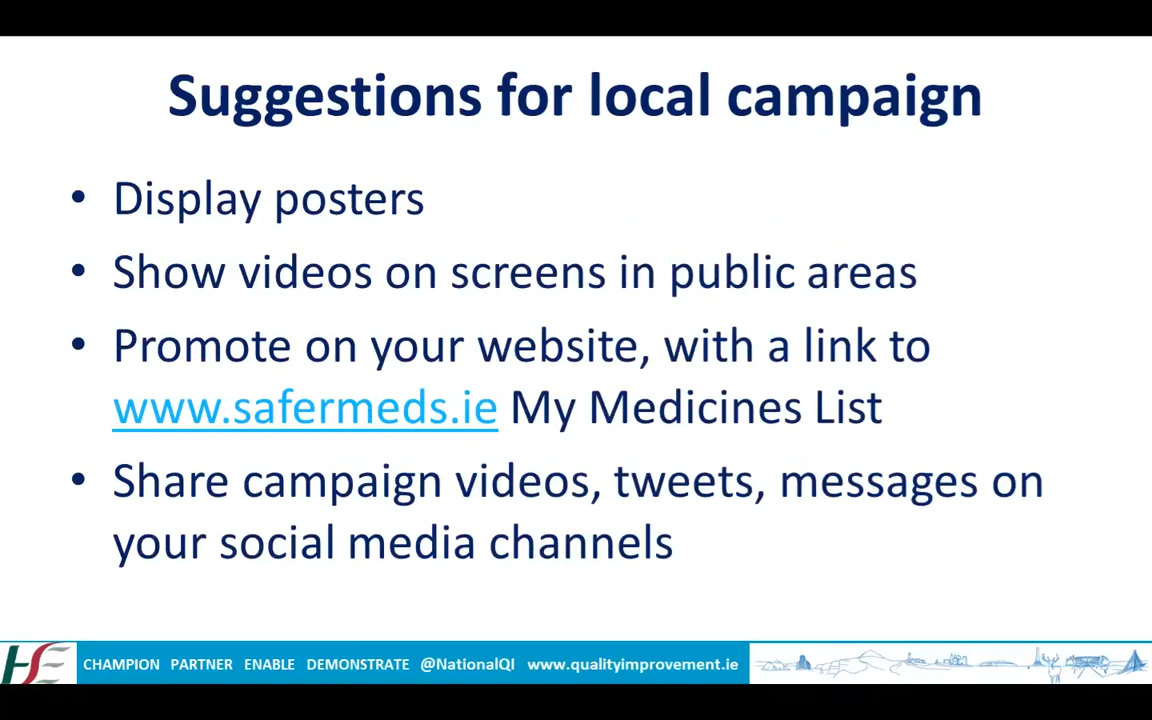 Suggestions for local campaign
• Display posters
• Show videos on screens in public areas
• Promote on your website, with a link to
www.safermeds.ie My Medicines List
• Share campaign videos, tweets, messages on
your social media channels
HSE CHAMPION PARTNER ENABLE DEMONSTRATE @NationalQI www.qualityimprovement.ie